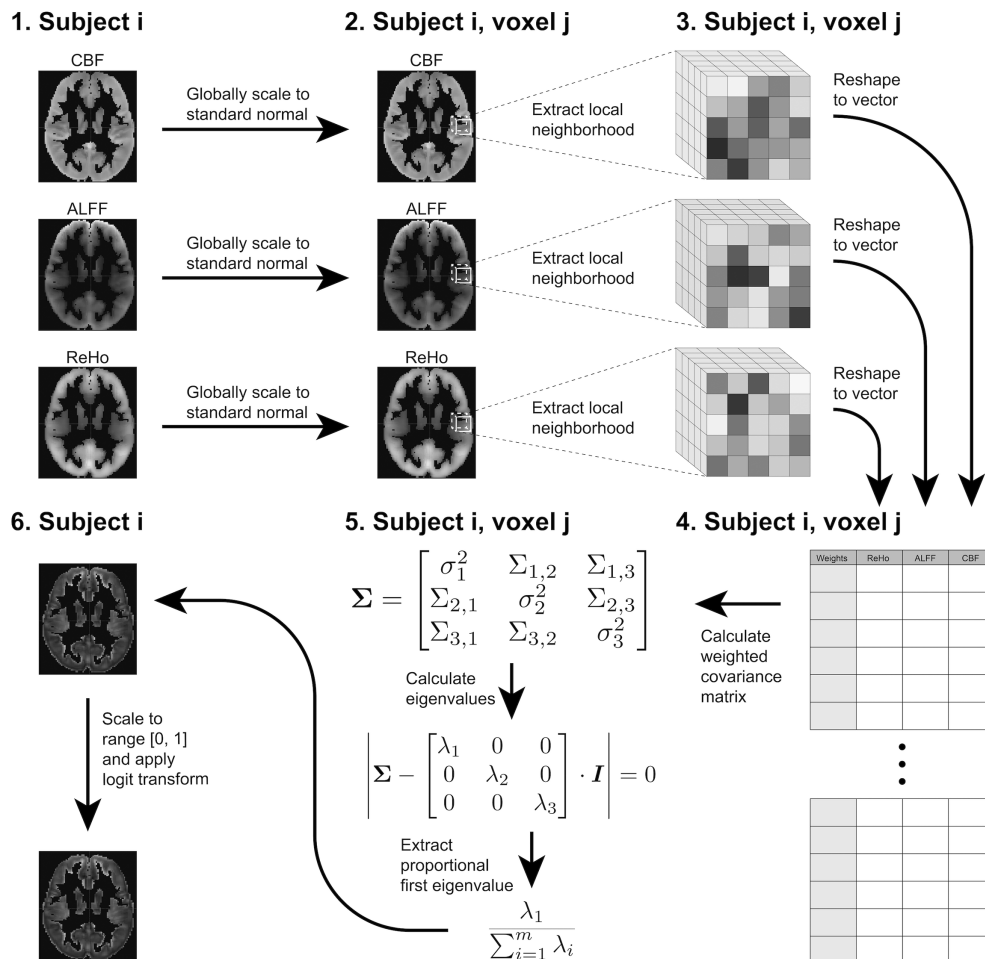 1. Subject i
2. Subject i, voxel j
3. Subject i, voxel j
CBF
Globally scale to
standard normal
CBF
Extract local
neighborhood
Reshape
to vector
ALFF
Globally scale to
standard normal
ALFF
Extract local
neighborhood
Reshape
to vector
ReHo
Globally scale to
standard normal
ReHo
Extract local
neighborhood
Reshape
to vector
6. Subject i
5. Subject i, voxel j
4. Subject i, voxel j
Weights ReHo ALFF CBF
Calculate
weighted
covariance
matrix
Σ = [σ₁² Σ₁,₂ Σ₁,₃
Σ₂,₁ σ₂² Σ₂,₃
Σ₃,₁ Σ₃,₂ σ₃²]
Calculate
eigenvalues
|Σ − [λ₁ 0 0
0 λ₂ 0
0 0 λ₃] · I| = 0
Extract
proportional
first eigenvalue
λ₁
∑ᵢ₌₁ᵐ λᵢ
Scale to
range [0, 1]
and apply
logit transform